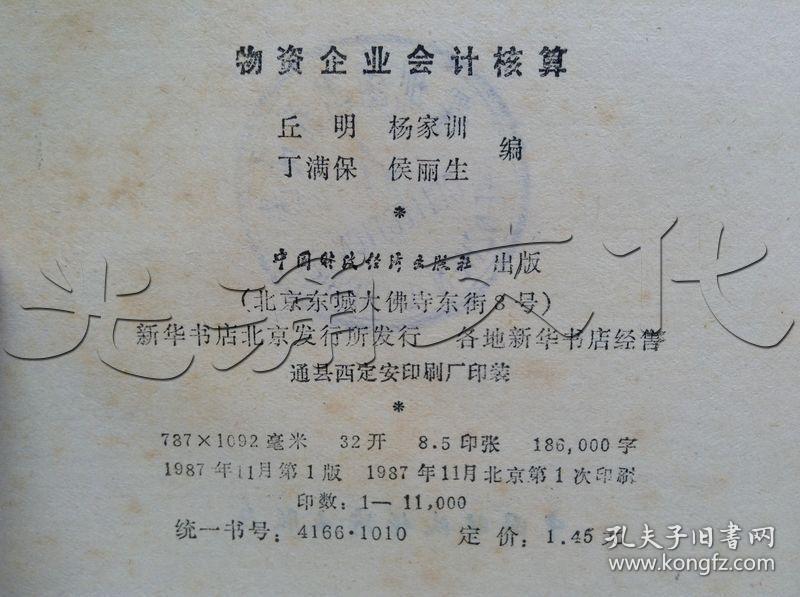 物资企业会计核算
丘 明 杨家训
丁满保 侯丽生 编
*
中国财政经济出版社 出版
(北京东城大佛寺东街8号)
新华书店北京发行所发行 各地新华书店经售
通县西定安印刷厂印装
*
787×1092毫米 32开 8.5印张 186,000字
1987年11月第1版 1987年11月北京第1次印刷
印数:1—11,000
统一书号:4166·1010 定价:1.45
孔夫子旧书网
www.kongfz.com